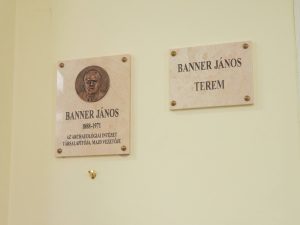 BANNER JÁNOS
1888-1971
AZ ARCHAEOLÓGIAI INTÉZET
TÁRSALAPÍTÓJA, MAJD VEZETŐJE
BANNER JÁNOS
TEREM